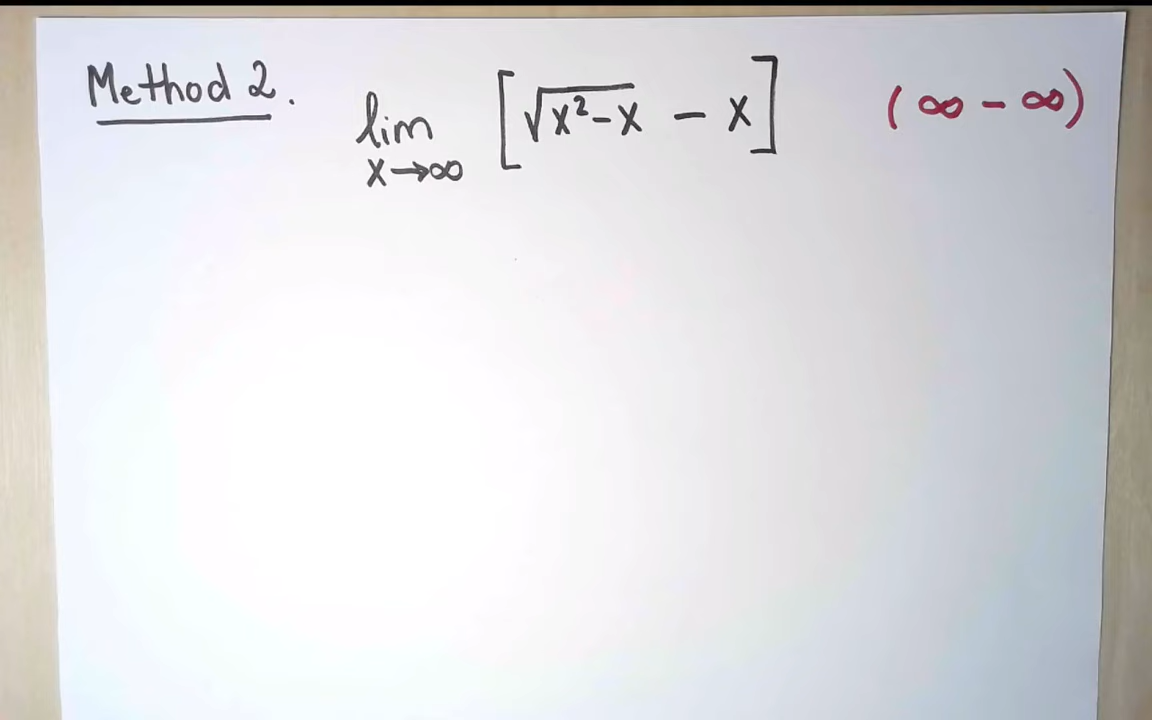 Method 2. lim x→∞ [√(x²-x) - x] (∞ - ∞)